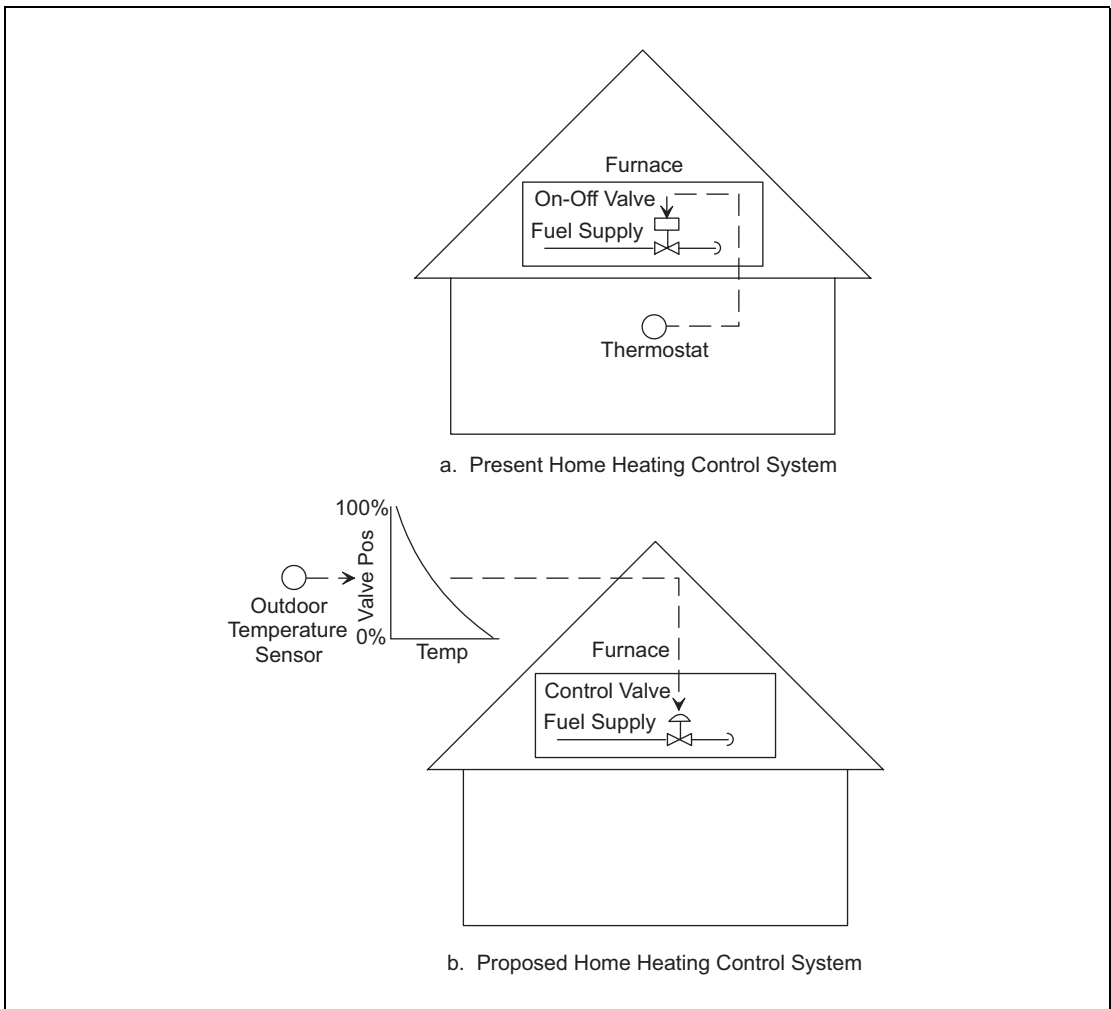 Furnace
On-Off Valve
Fuel Supply
Thermostat
a. Present Home Heating Control System
100%
Valve Pos
0%
Temp
Outdoor
Temperature
Sensor
Furnace
Control Valve
Fuel Supply
b. Proposed Home Heating Control System